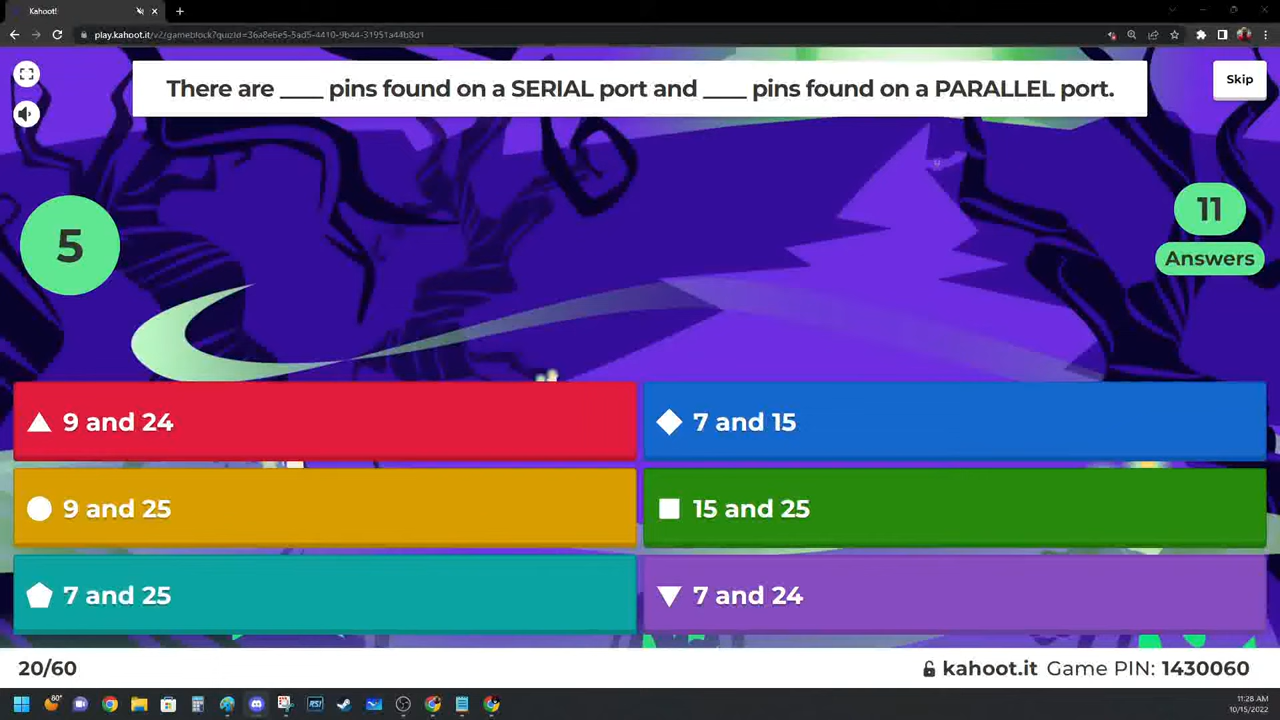 Kahoot!
play.kahoot.it/v2/gameblock?quizId=36a8e6e5-5ad5-4410-9b44-31951a44b8d1
There are ____ pins found on a SERIAL port and ____ pins found on a PARALLEL port.
Skip
5
11
Answers
9 and 24
7 and 15
9 and 25
15 and 25
7 and 25
7 and 24
20/60
kahoot.it Game PIN: 1430060
80°
RSI
11:28 AM
10/15/2022